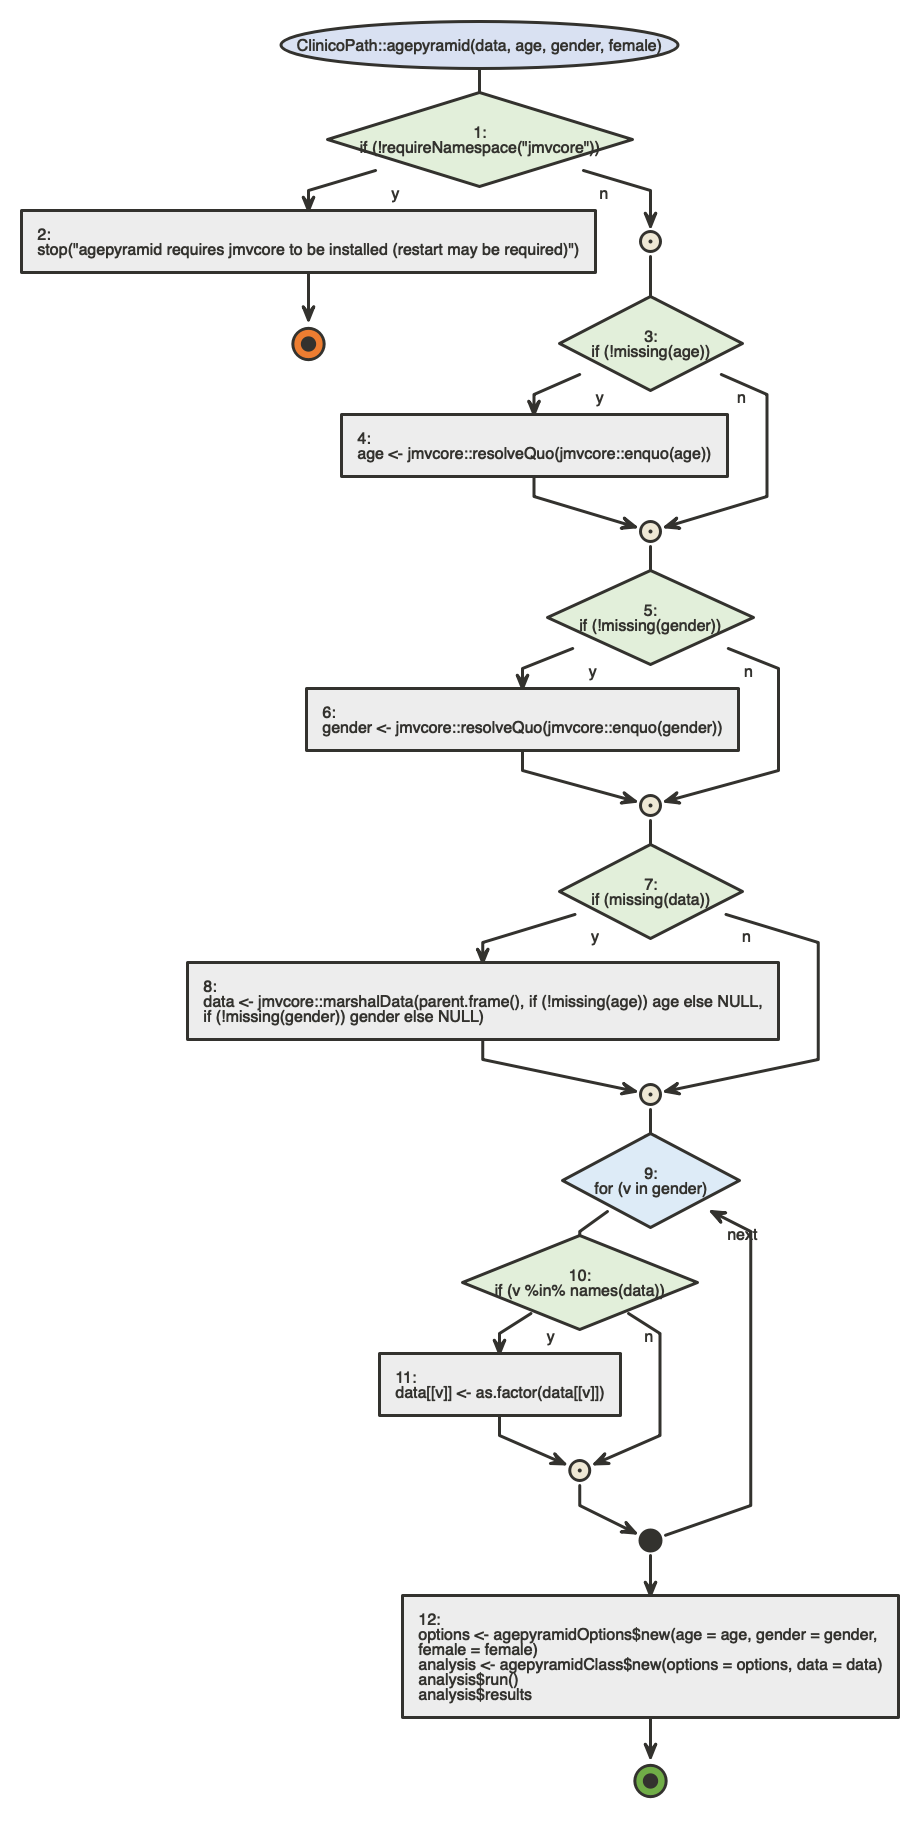 ClinicoPath::agepyramid(data, age, gender, female)
1:
if (!requireNamespace("jmvcore"))
y
n
2:
stop("agepyramid requires jmvcore to be installed (restart may be required)")
3:
if (!missing(age))
y
n
4:
age <- jmvcore::resolveQuo(jmvcore::enquo(age))
5:
if (!missing(gender))
y
n
6:
gender <- jmvcore::resolveQuo(jmvcore::enquo(gender))
7:
if (missing(data))
y
n
8:
data <- jmvcore::marshalData(parent.frame(), if (!missing(age)) age else NULL,
if (!missing(gender)) gender else NULL)
9:
for (v in gender)
next
10:
if (v %in% names(data))
y
n
11:
data[[v]] <- as.factor(data[[v]])
12:
options <- agepyramidOptions$new(age = age, gender = gender,
female = female)
analysis <- agepyramidClass$new(options = options, data = data)
analysis$run()
analysis$results